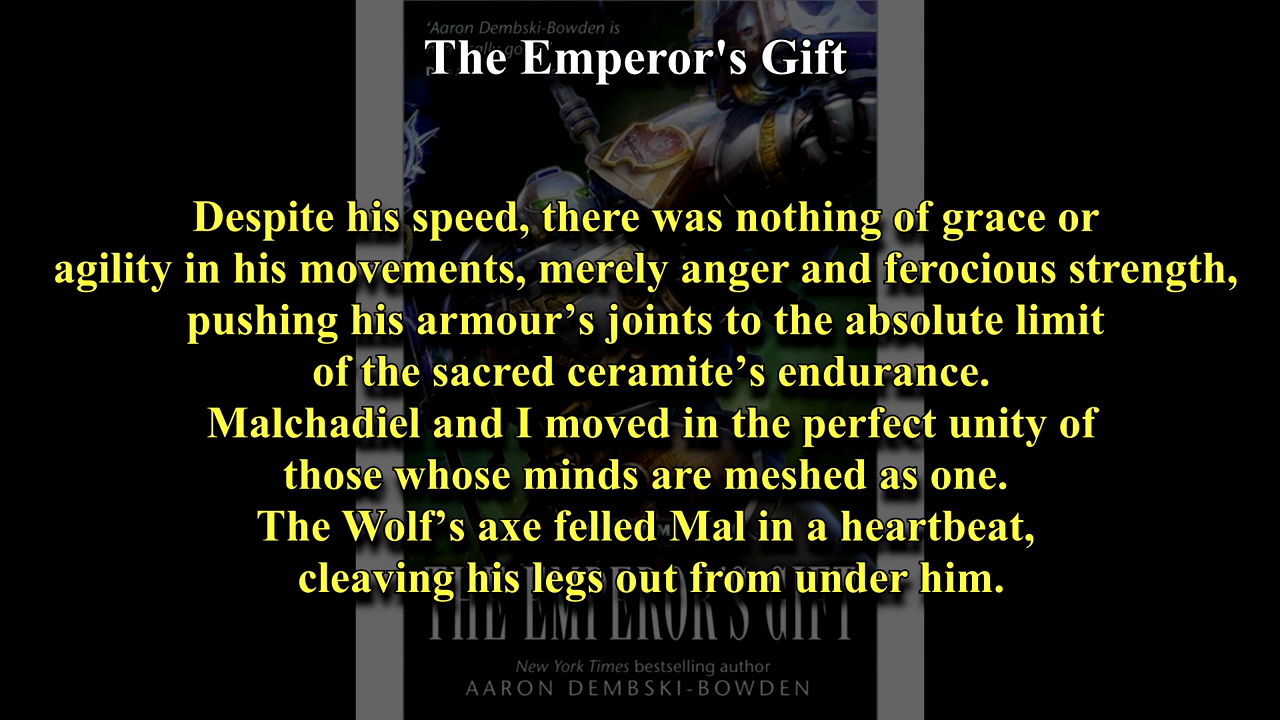 'Aaron Dembski-Bowden is
The Emperor's Gift
Despite his speed, there was nothing of grace or
agility in his movements, merely anger and ferocious strength,
pushing his armour’s joints to the absolute limit
of the sacred ceramite’s endurance.
Malchadiel and I moved in the perfect unity of
those whose minds are meshed as one.
The Wolf’s axe felled Mal in a heartbeat,
cleaving his legs out from under him.
THE EMPEROR'S GIFT
New York Times bestselling author
AARON DEMBSKI-BOWDEN